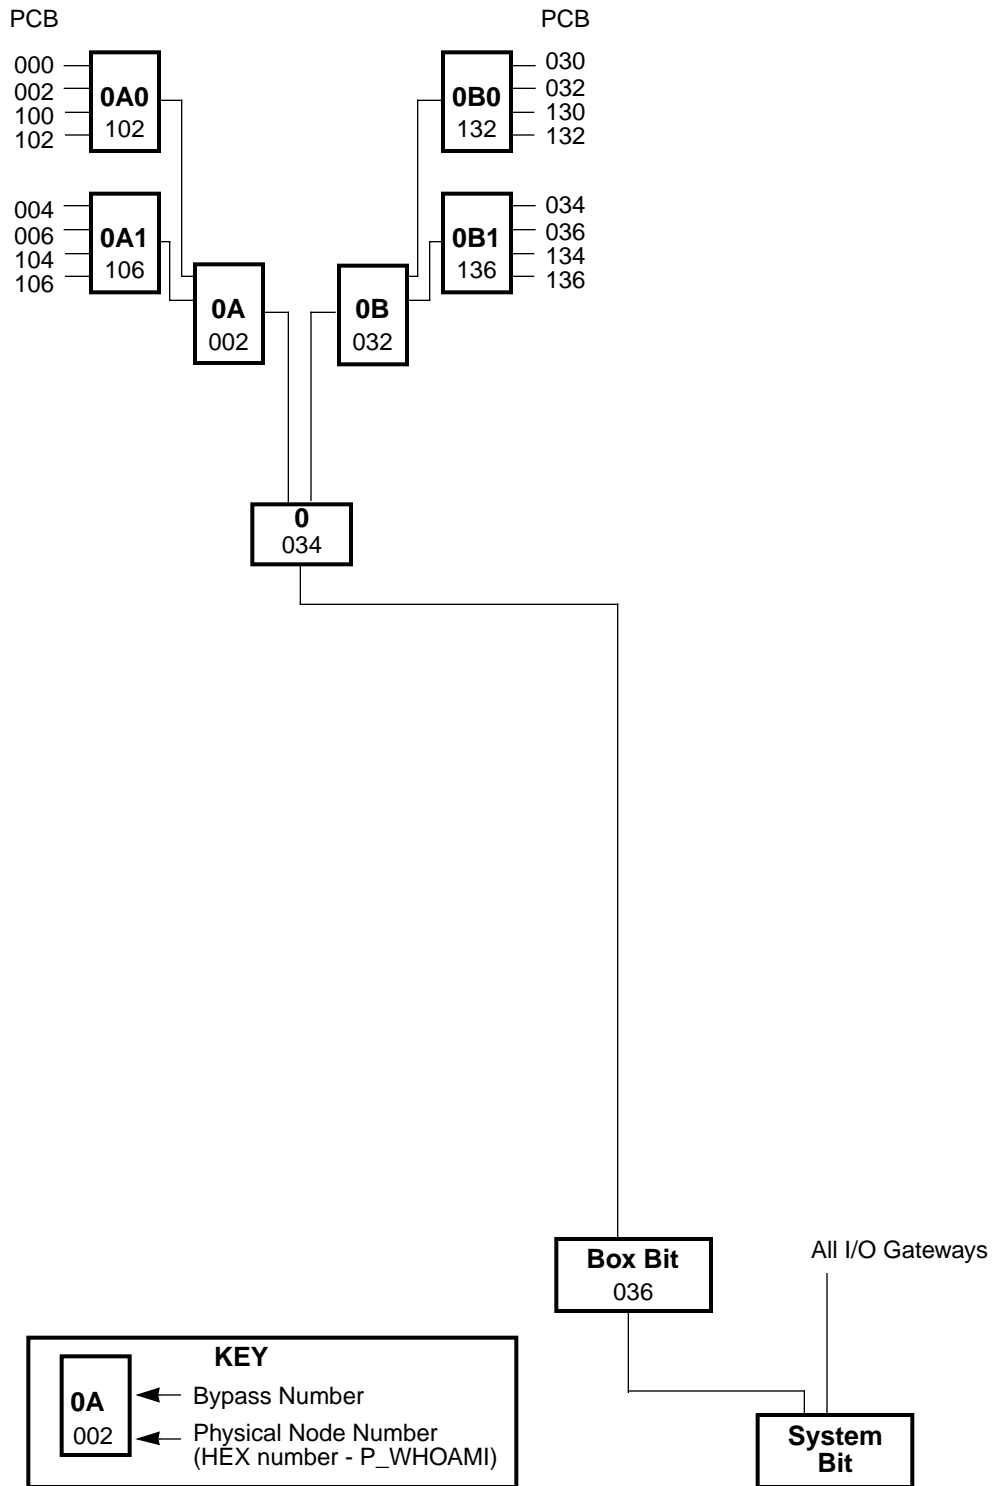 PCB
PCB
000
002
100
102
0A0
102
0B0
132
030
032
130
132
004
006
104
106
0A1
106
0B1
136
034
036
134
136
0A
002
0B
032
0
034
Box Bit
036
All I/O Gateways
System
Bit
KEY
0A
002
Bypass Number
Physical Node Number
(HEX number - P_WHOAMI)